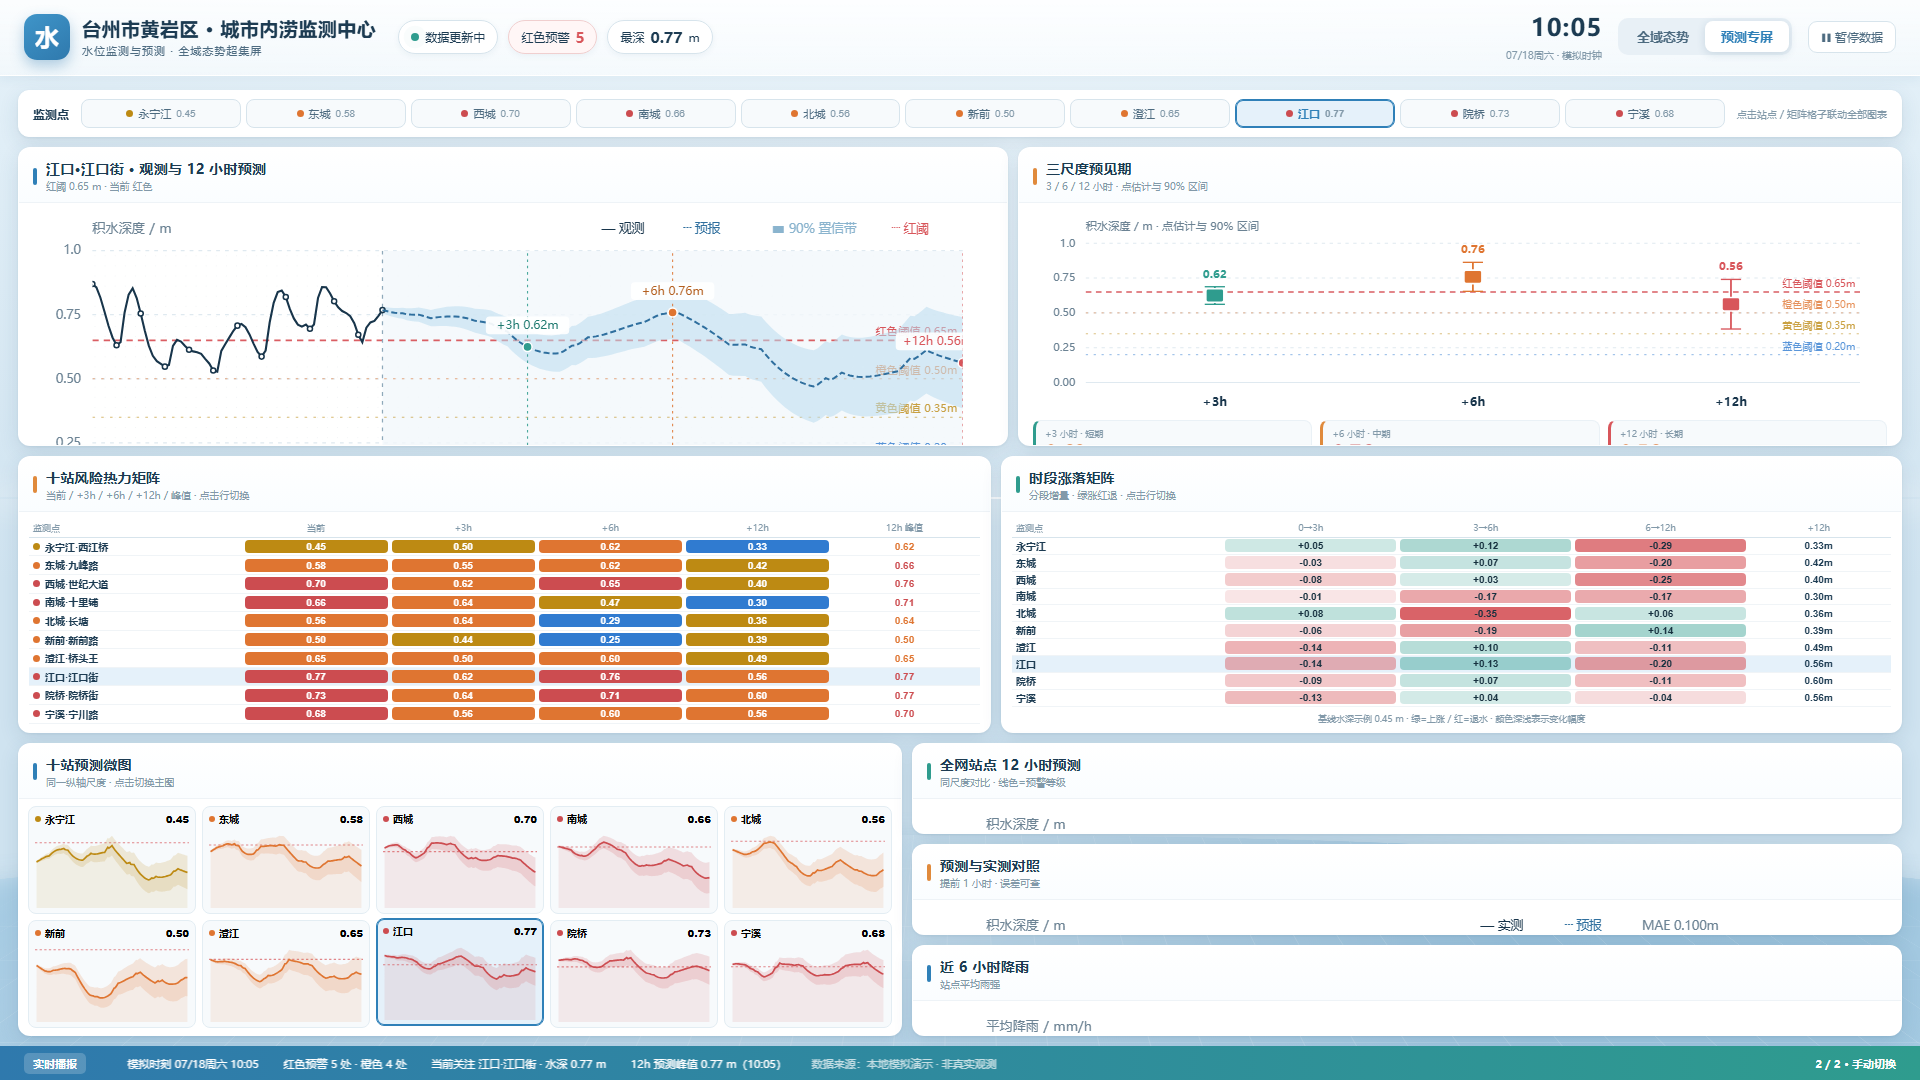 水
台州市黄岩区 • 城市内涝监测中心
水位监测与预测 · 全域态势超集屏
数据更新中
红色预警 5
最深 0.77 m
10:05
07/18周六 · 模拟时钟
全域态势
预测专屏
暂停数据
监测点
永宁江 0.45
东城 0.58
西城 0.70
南城 0.66
北城 0.56
新前 0.50
澄江 0.65
江口 0.77
院桥 0.73
宁溪 0.68
点击站点 / 矩阵格子联动全部图表
江口•江口街 • 观测与 12 小时预测
红阈 0.65 m · 当前 红色
积水深度 / m
观测
预报
90% 置信带
红阈
1.0
0.75
0.50
0.25
+3h 0.62m
+6h 0.76m
红色阈值 0.65m
+12h 0.56
橙色阈值 0.50m
黄色阈值 0.35m
三尺度预见期
3 / 6 / 12 小时 · 点估计与 90% 区间
积水深度 / m · 点估计与 90% 区间
1.0
0.75
0.50
0.25
0.00
0.62
0.76
0.56
红色阈值 0.65m
橙色阈值 0.50m
黄色阈值 0.35m
蓝色阈值 0.20m
+3h
+6h
+12h
+3 小时 · 短期
+6 小时 · 中期
+12 小时 · 长期
十站风险热力矩阵
当前 / +3h / +6h / +12h / 峰值 · 点击行切换
监测点 当前 +3h +6h +12h 12h 峰值
永宁江·西江桥 0.45 0.50 0.62 0.33 0.62
东城·九峰路 0.58 0.55 0.62 0.42 0.66
西城·世纪大道 0.70 0.62 0.65 0.40 0.76
南城·十里铺 0.66 0.64 0.47 0.30 0.71
北城·长塘 0.56 0.64 0.29 0.36 0.64
新前·新前路 0.50 0.44 0.25 0.39 0.50
澄江·桥头王 0.65 0.50 0.60 0.49 0.65
江口·江口街 0.77 0.62 0.76 0.56 0.77
院桥·院桥街 0.73 0.64 0.71 0.60 0.77
宁溪·宁川路 0.68 0.56 0.60 0.56 0.70
时段涨落矩阵
分段增量 · 绿涨红退 · 点击行切换
监测点 0→3h 3→6h 6→12h +12h
永宁江 +0.05 +0.12 -0.29 0.33m
东城 -0.03 +0.07 -0.20 0.42m
西城 -0.08 +0.03 -0.25 0.40m
南城 -0.01 -0.17 -0.17 0.30m
北城 +0.08 -0.35 +0.06 0.36m
新前 -0.06 -0.19 +0.14 0.39m
澄江 -0.14 +0.10 -0.11 0.49m
江口 -0.14 +0.13 -0.20 0.56m
院桥 -0.09 +0.07 -0.11 0.60m
宁溪 -0.13 +0.04 -0.04 0.56m
基线水深示例 0.45 m · 绿=上涨 / 红=退水 · 颜色深浅表示变化幅度
十站预测微图
同一纵轴尺度 · 点击切换主图
永宁江 0.45
东城 0.58
西城 0.70
南城 0.66
北城 0.56
新前 0.50
澄江 0.65
江口 0.77
院桥 0.73
宁溪 0.68
全网站点 12 小时预测
同尺度对比 · 线色=预警等级
积水深度 / m
预测与实测对照
提前 1 小时 · 误差可查
积水深度 / m
实测
预报
MAE 0.100m
近 6 小时降雨
站点平均雨强
平均降雨 / mm/h
实时播报
模拟时刻 07/18周六 10:05
红色预警 5 处 · 橙色 4 处
当前关注 江口·江口街 · 水深 0.77 m
12h 预测峰值 0.77 m（10:05）
数据来源：本地模拟演示 · 非真实观测
2 / 2 • 手动切换